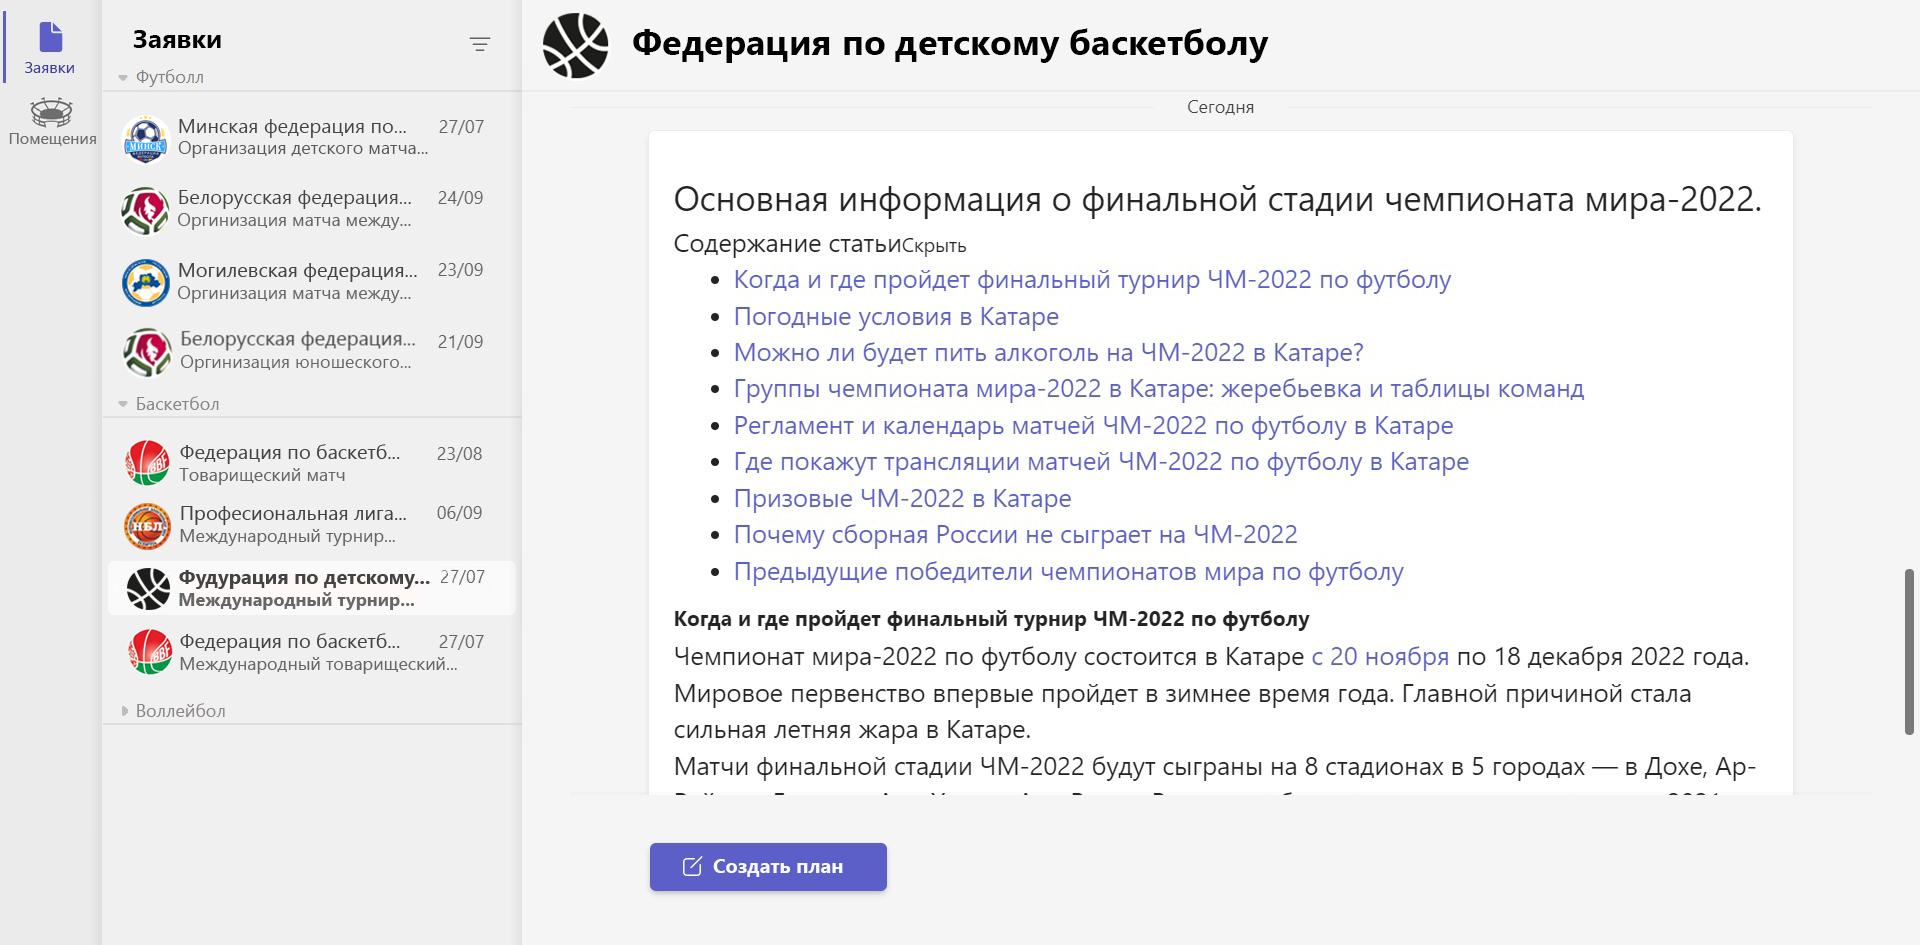 Заявки
Помещения
Заявки
Футболл
Минская федерация по... 27/07
Организация детского матча...
МИНСК
Белорусская федерация... 24/09
Оргинизация матча между...
Могилевская федерация... 23/09
Оргинизация матча между...
Белорусская федерация... 21/09
Оргинизация юношеского...
Баскетбол
Федерация по баскетб... 23/08
Товарищеский матч
Професиональная лига... 06/09
Международный турнир...
НБЛ
Фудурация по детскому... 27/07
Международный турнир...
Федерация по баскетб... 27/07
Международный товарищеский...
Воллейбол
Федерация по детскому баскетболу
Сегодня
Основная информация о финальной стадии чемпионата мира-2022.
Содержание статьиСкрыть
Когда и где пройдет финальный турнир ЧМ-2022 по футболу
Погодные условия в Катаре
Можно ли будет пить алкоголь на ЧМ-2022 в Катаре?
Группы чемпионата мира-2022 в Катаре: жеребьевка и таблицы команд
Регламент и календарь матчей ЧМ-2022 по футболу в Катаре
Где покажут трансляции матчей ЧМ-2022 по футболу в Катаре
Призовые ЧМ-2022 в Катаре
Почему сборная России не сыграет на ЧМ-2022
Предыдущие победители чемпионатов мира по футболу
Когда и где пройдет финальный турнир ЧМ-2022 по футболу
Чемпионат мира-2022 по футболу состоится в Катаре с 20 ноября по 18 декабря 2022 года.
Мировое первенство впервые пройдет в зимнее время года. Главной причиной стала
сильная летняя жара в Катаре.
Матчи финальной стадии ЧМ-2022 будут сыграны на 8 стадионах в 5 городах — в Дохе, Ар-
Создать план